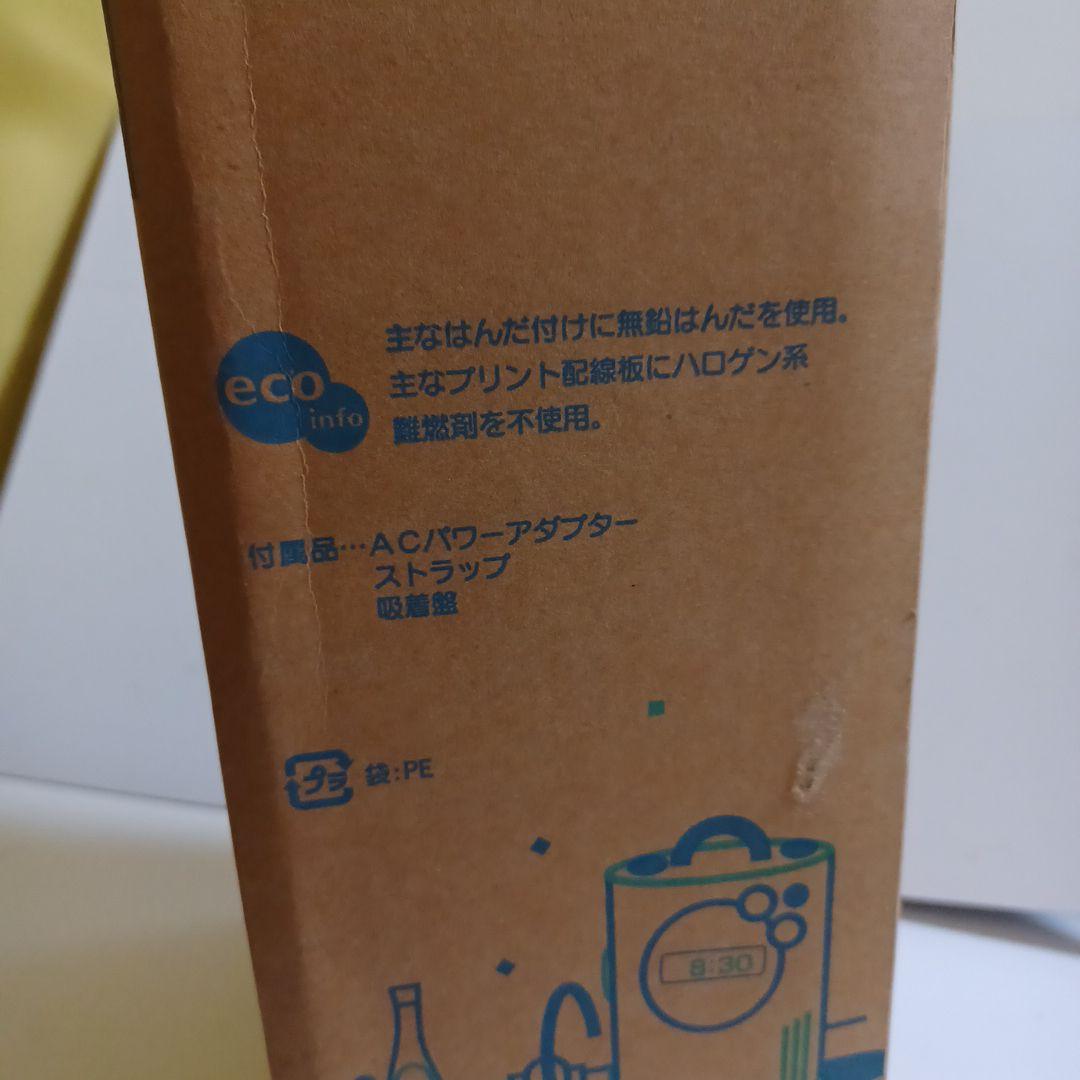 eco
info
主なはんだ付けに無鉛はんだを使用。
主なプリント配線板にハロゲン系
難燃剤を不使用。
付属品…ACパワーアダプター
ストラップ
吸着盤
プラ 袋:PE
8:30